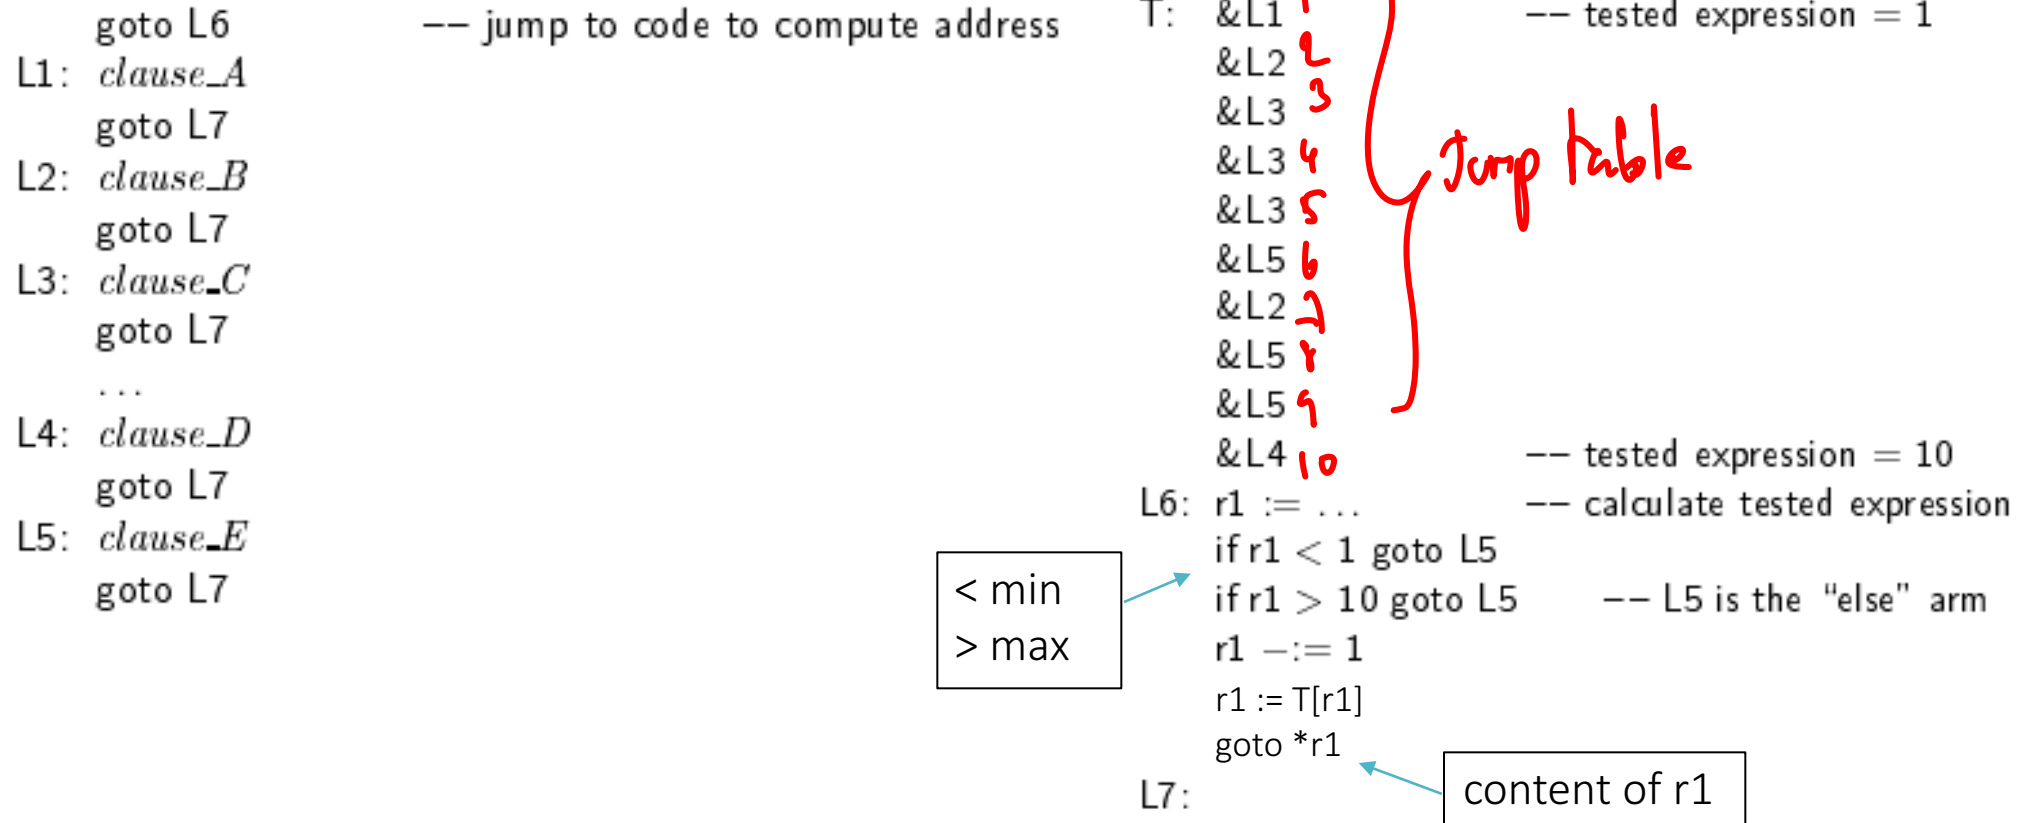 goto L6 -- jump to code to compute address
L1: clause_A
goto L7
L2: clause_B
goto L7
L3: clause_C
goto L7
...
L4: clause_D
goto L7
L5: clause_E
goto L7
T: &L1 1 -- tested expression = 1
&L2 2
&L3 3
&L3 4
&L3 5
&L5 6
&L2 7
&L5 8
&L5 9
&L4 10 -- tested expression = 10
Jump table
L6: r1 := ... -- calculate tested expression
if r1 < 1 goto L5
if r1 > 10 goto L5 -- L5 is the “else” arm
r1 –:= 1
r1 := T[r1]
goto *r1
L7:
< min
> max
content of r1